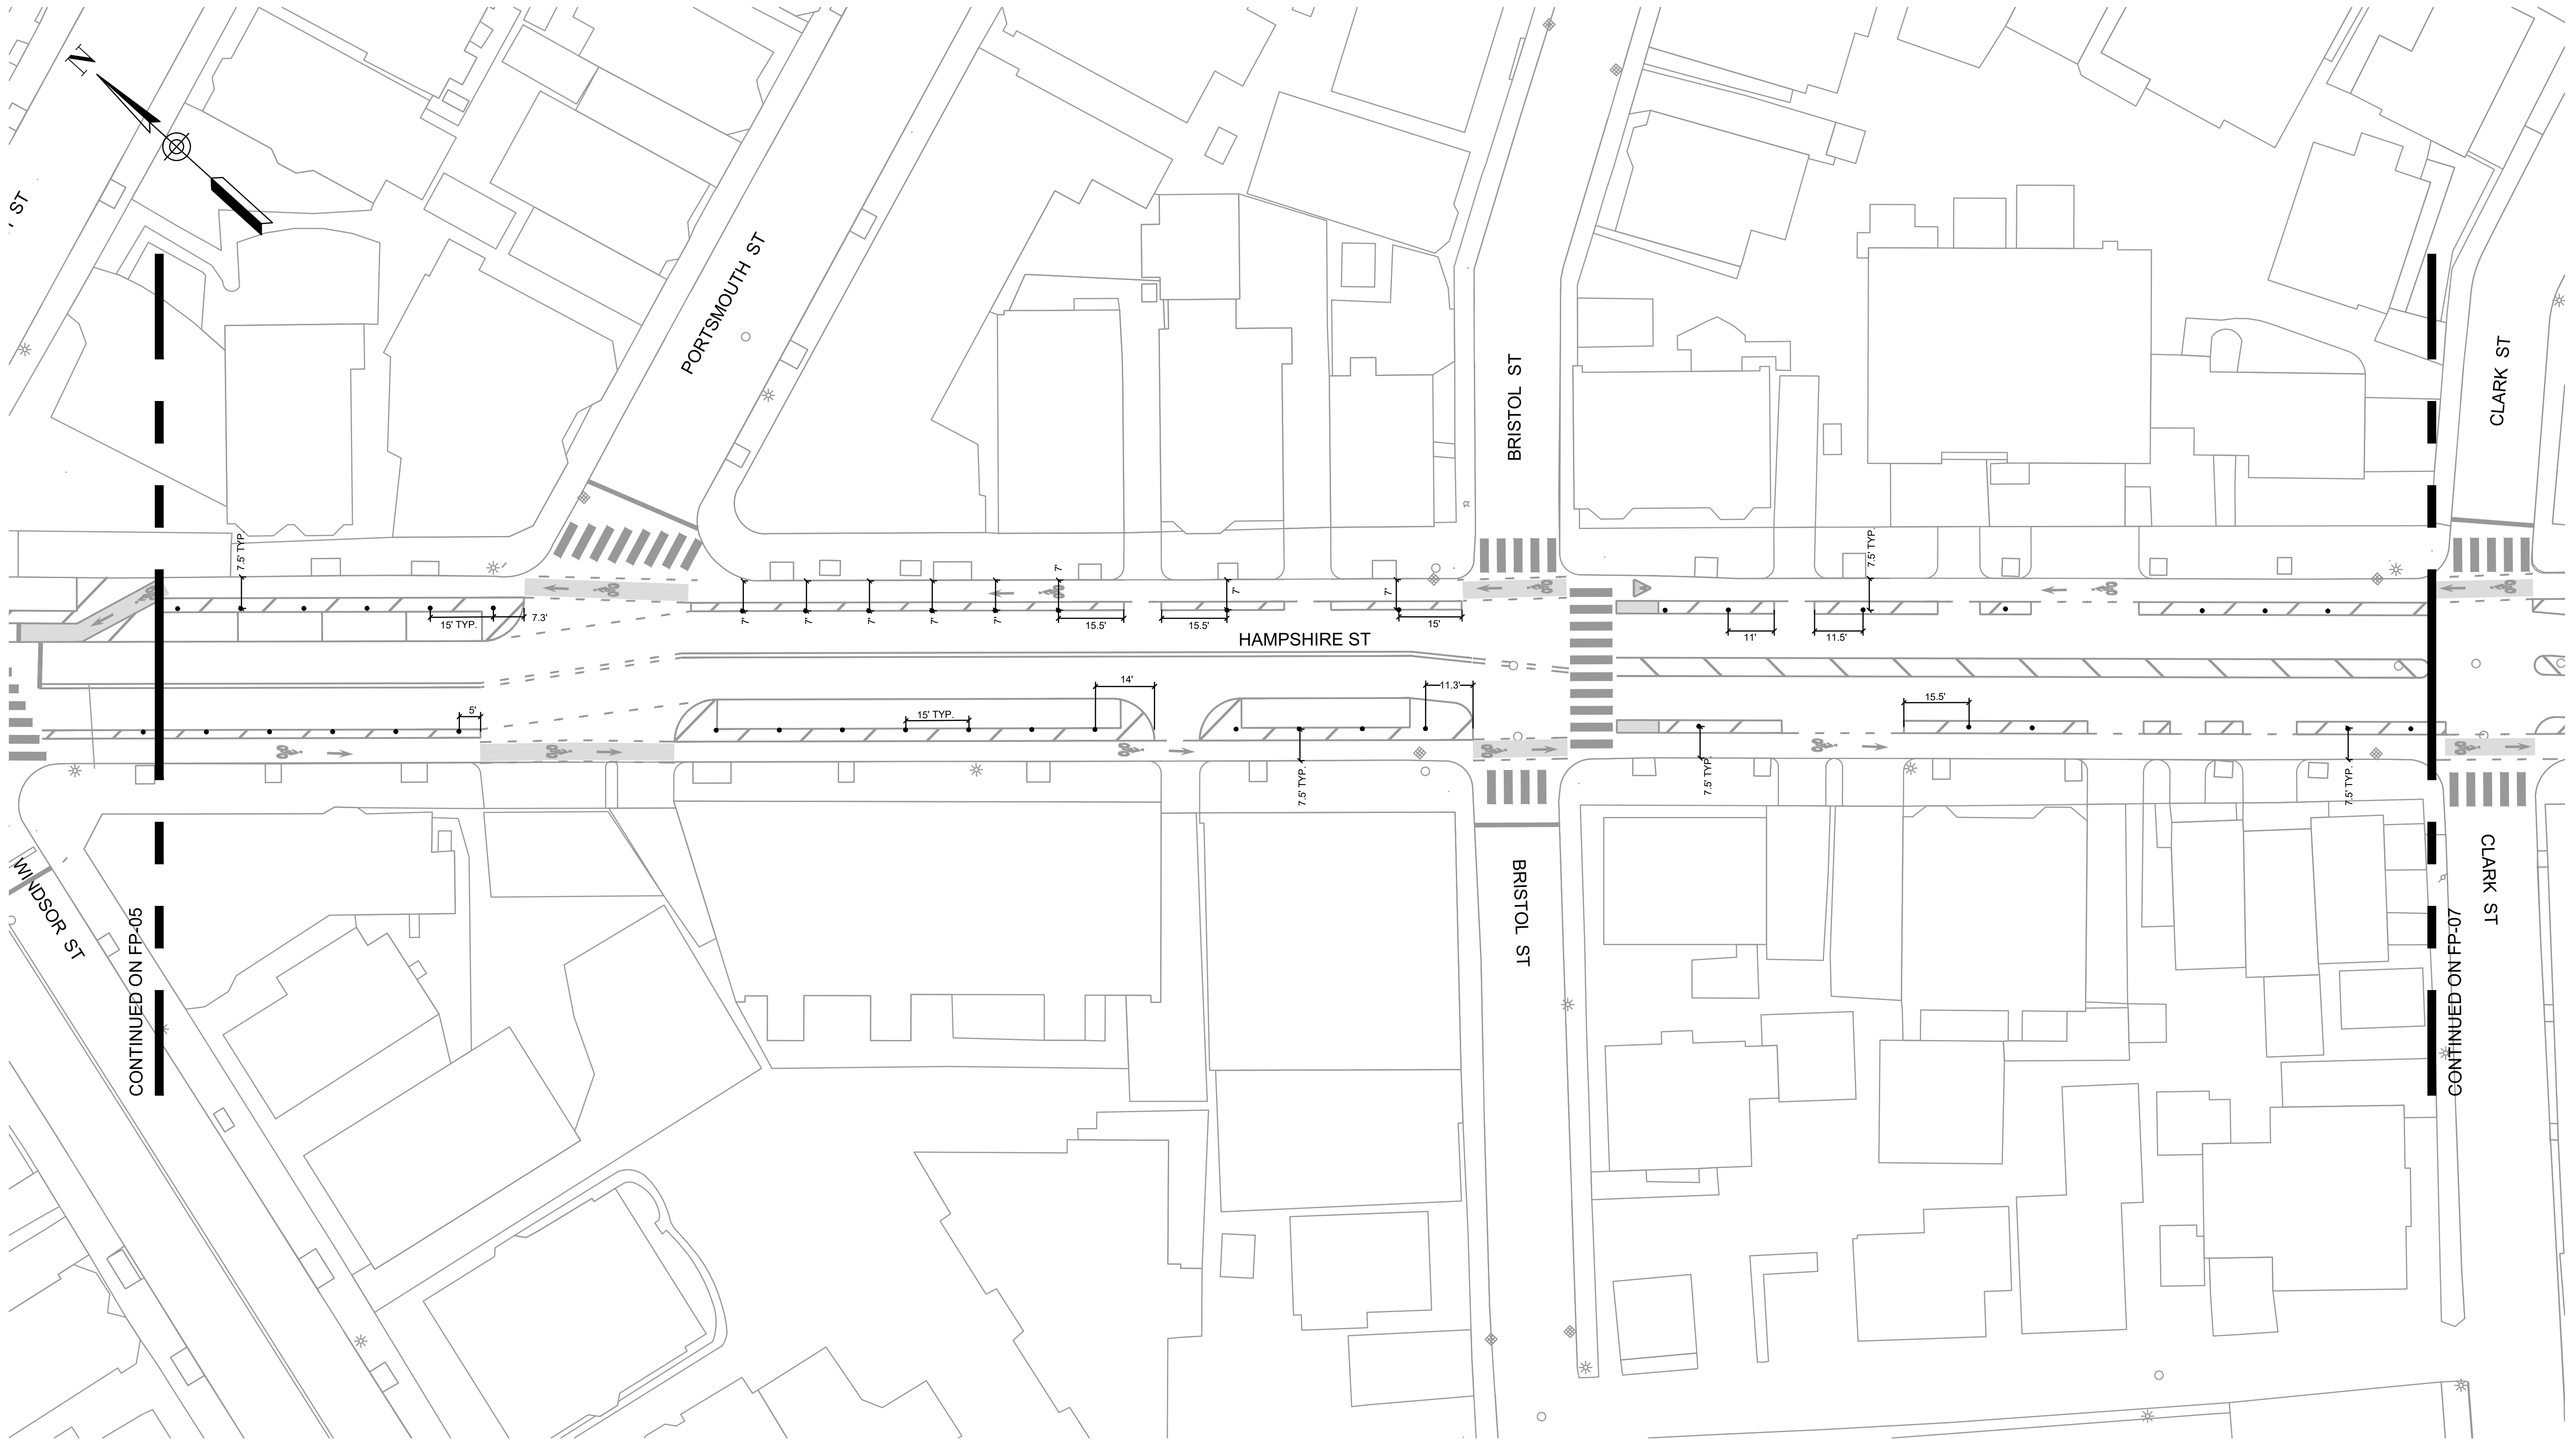 N
ST
PORTSMOUTH ST
BRISTOL ST
CLARK ST
7.5' TYP.
15' TYP.
7.3'
7'
7'
7'
7'
7'
7'
7'
15.5'
15.5'
7'
7'
15'
11'
11.5'
7.5' TYP.
HAMPSHIRE ST
5'
15' TYP.
14'
11.3'
15.5'
7.5' TYP.
7.5' TYP.
7.5' TYP.
WINDSOR ST
CONTINUED ON FP-05
BRISTOL ST
CLARK ST
CONTINUED ON FP-07